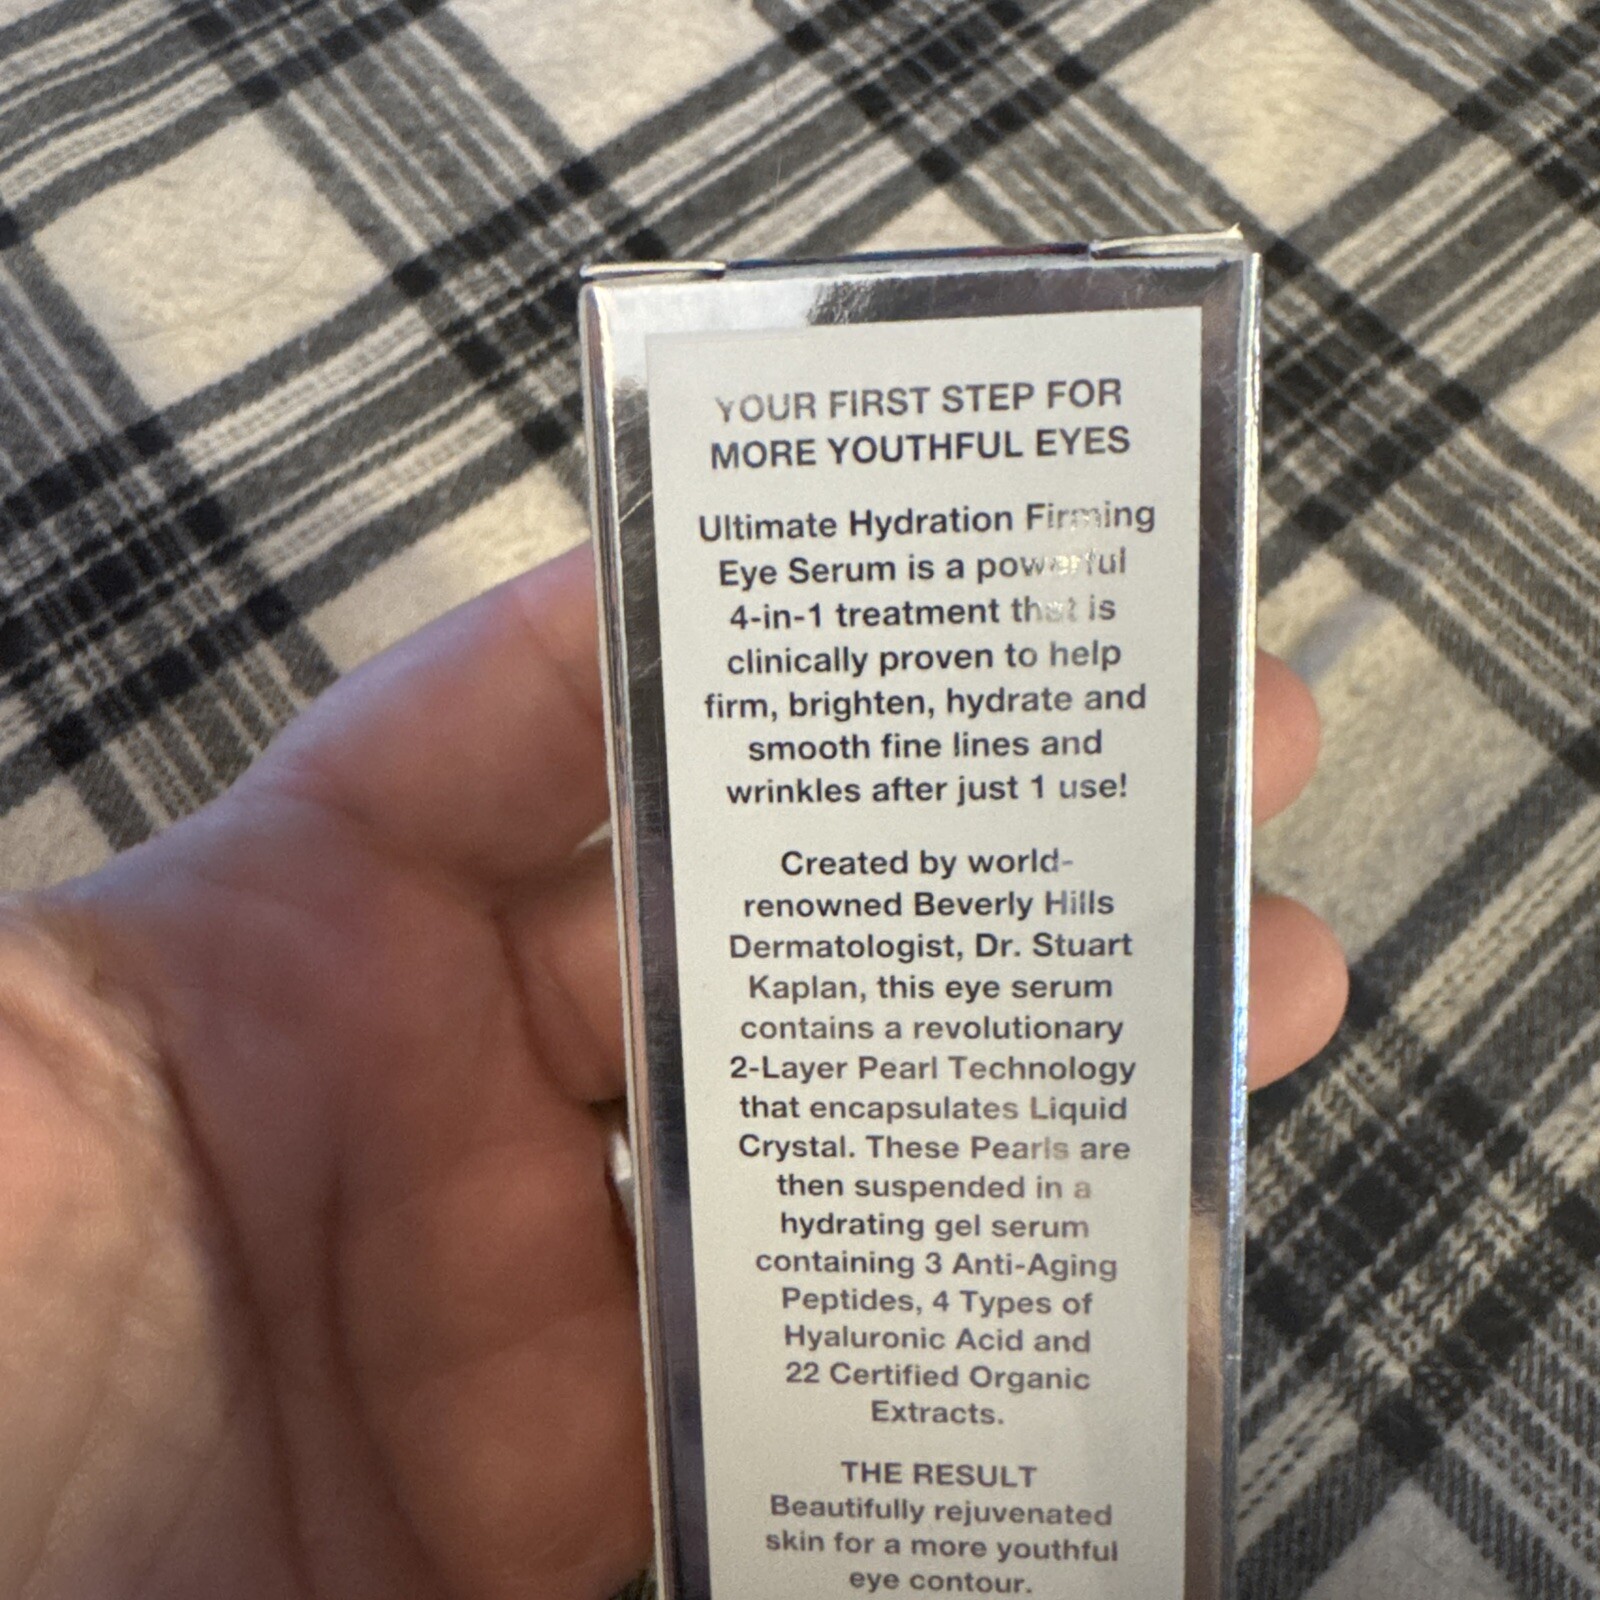 YOUR FIRST STEP FOR
MORE YOUTHFUL EYES
Ultimate Hydration Firming
Eye Serum is a powerful
4-in-1 treatment that is
clinically proven to help
firm, brighten, hydrate and
smooth fine lines and
wrinkles after just 1 use!
Created by world-
renowned Beverly Hills
Dermatologist, Dr. Stuart
Kaplan, this eye serum
contains a revolutionary
2-Layer Pearl Technology
that encapsulates Liquid
Crystal. These Pearls are
then suspended in a
hydrating gel serum
containing 3 Anti-Aging
Peptides, 4 Types of
Hyaluronic Acid and
22 Certified Organic
Extracts.
THE RESULT
Beautifully rejuvenated
skin for a more youthful
eye contour.